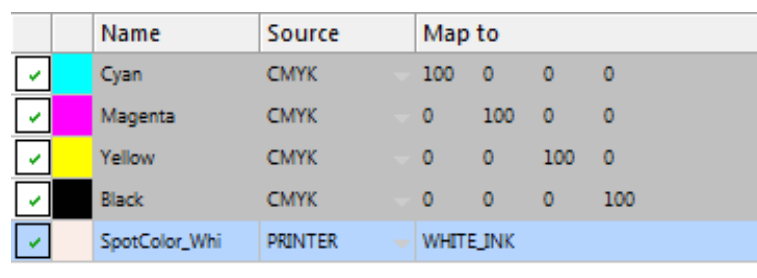 Name Source Map to
Cyan CMYK 100 0 0 0
Magenta CMYK 0 100 0 0
Yellow CMYK 0 0 100 0
Black CMYK 0 0 0 100
SpotColor_Whi PRINTER WHITE_INK